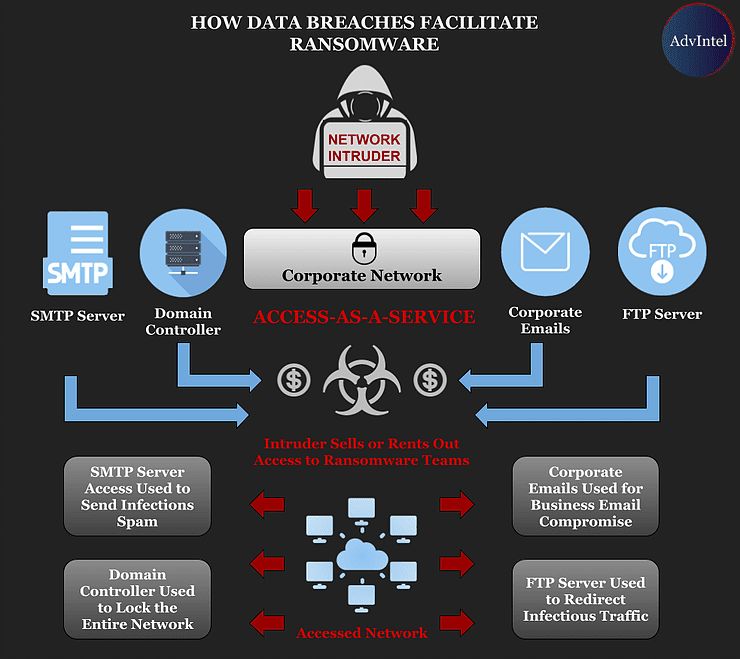 HOW DATA BREACHES FACILITATE
RANSOMWARE
AdvIntel
NETWORK
INTRUDER
SMTP
Corporate Network
FTP
SMTP Server
Domain
Controller
ACCESS-AS-A-SERVICE
Corporate
Emails
FTP Server
$
$
Intruder Sells or Rents Out
Access to Ransomware Teams
SMTP Server
Access Used to
Send Infections
Spam
Corporate
Emails Used for
Business Email
Compromise
Domain
Controller Used
to Lock the
Entire Network
FTP Server Used
to Redirect
Infectious Traffic
Accessed Network